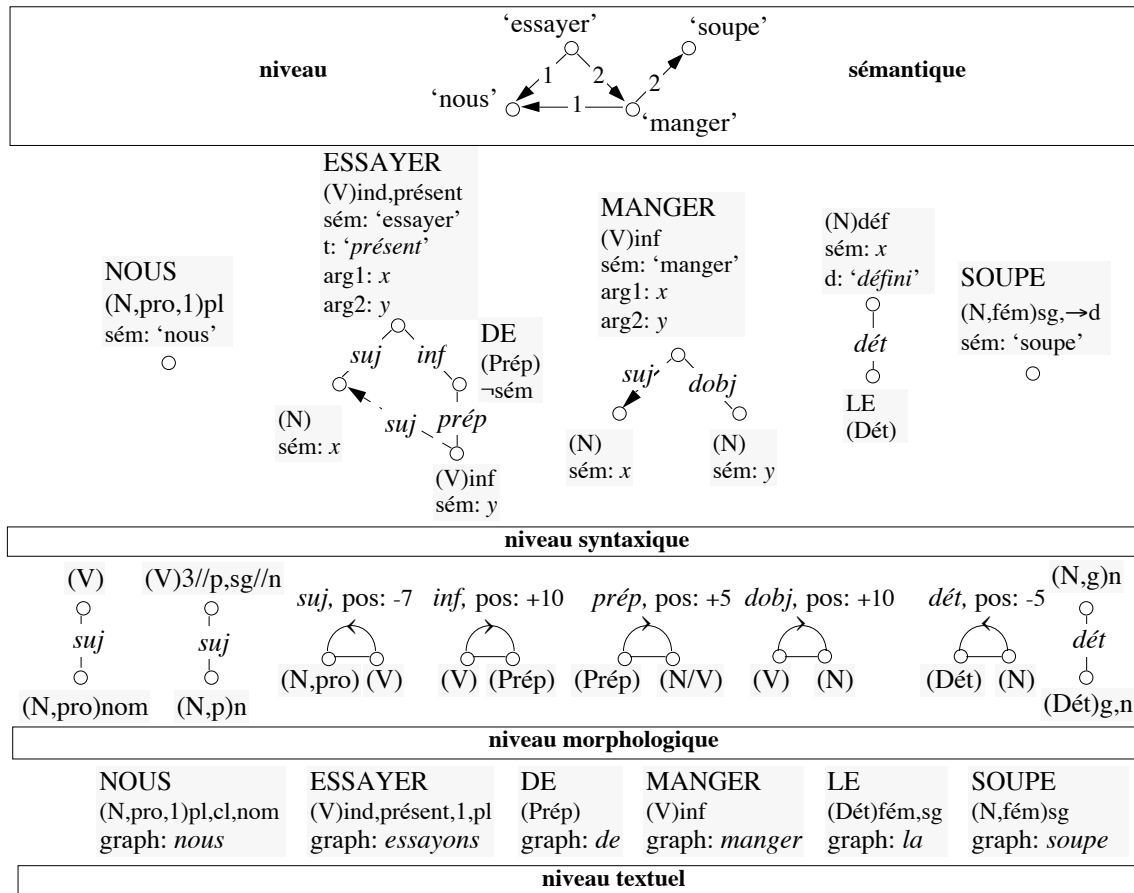 ‘essayer’ ‘soupe’
niveau 1 2 2 sémantique
‘nous’ 1 ‘manger’
NOUS
(N,pro,1)pl
sém: ‘nous’
ESSAYER
(V)ind,présent
sém: ‘essayer’
t: ‘présent’
arg1: x
arg2: y
suj inf
DE
(Prép)
¬sém
(N)
sém: x
suj prép
(V)inf
sém: y
MANGER
(V)inf
sém: ‘manger’
arg1: x
arg2: y
suj dobj
(N)
sém: x
(N)
sém: y
(N)déf
sém: x
d: ‘défini’
dét
LE
(Dét)
SOUPE
(N,fém)sg,→d
sém: ‘soupe’
niveau syntaxique
(V)
suj
(N,pro)nom
(V)3//p,sg//n
suj
(N,p)n
suj, pos: -7
(N,pro) (V)
inf, pos: +10
(V) (Prép)
prép, pos: +5
(Prép) (N/V)
dobj, pos: +10
(V) (N)
dét, pos: -5
(Dét) (N)
(N,g)n
dét
(Dét)g,n
niveau morphologique
NOUS
(N,pro,1)pl,cl,nom
graph: nous
ESSAYER
(V)ind,présent,1,pl
graph: essayons
DE
(Prép)
graph: de
MANGER
(V)inf
graph: manger
LE
(Dét)fém,sg
graph: la
SOUPE
(N,fém)sg
graph: soupe
niveau textuel